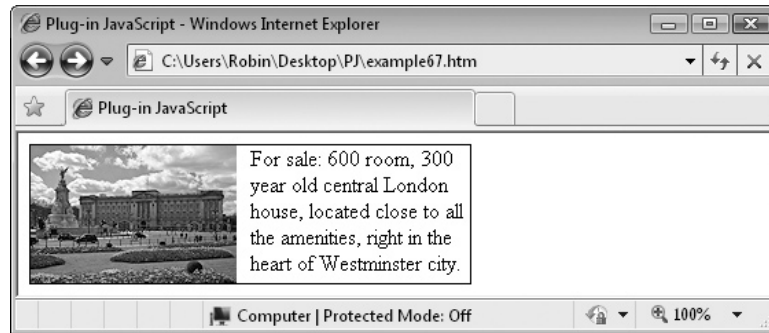 Plug-in JavaScript - Windows Internet Explorer
C:\Users\Robin\Desktop\PJ\example67.htm
Plug-in JavaScript
For sale: 600 room, 300
year old central London
house, located close to all
the amenities, right in the
heart of Westminster city.
Computer | Protected Mode: Off
100%